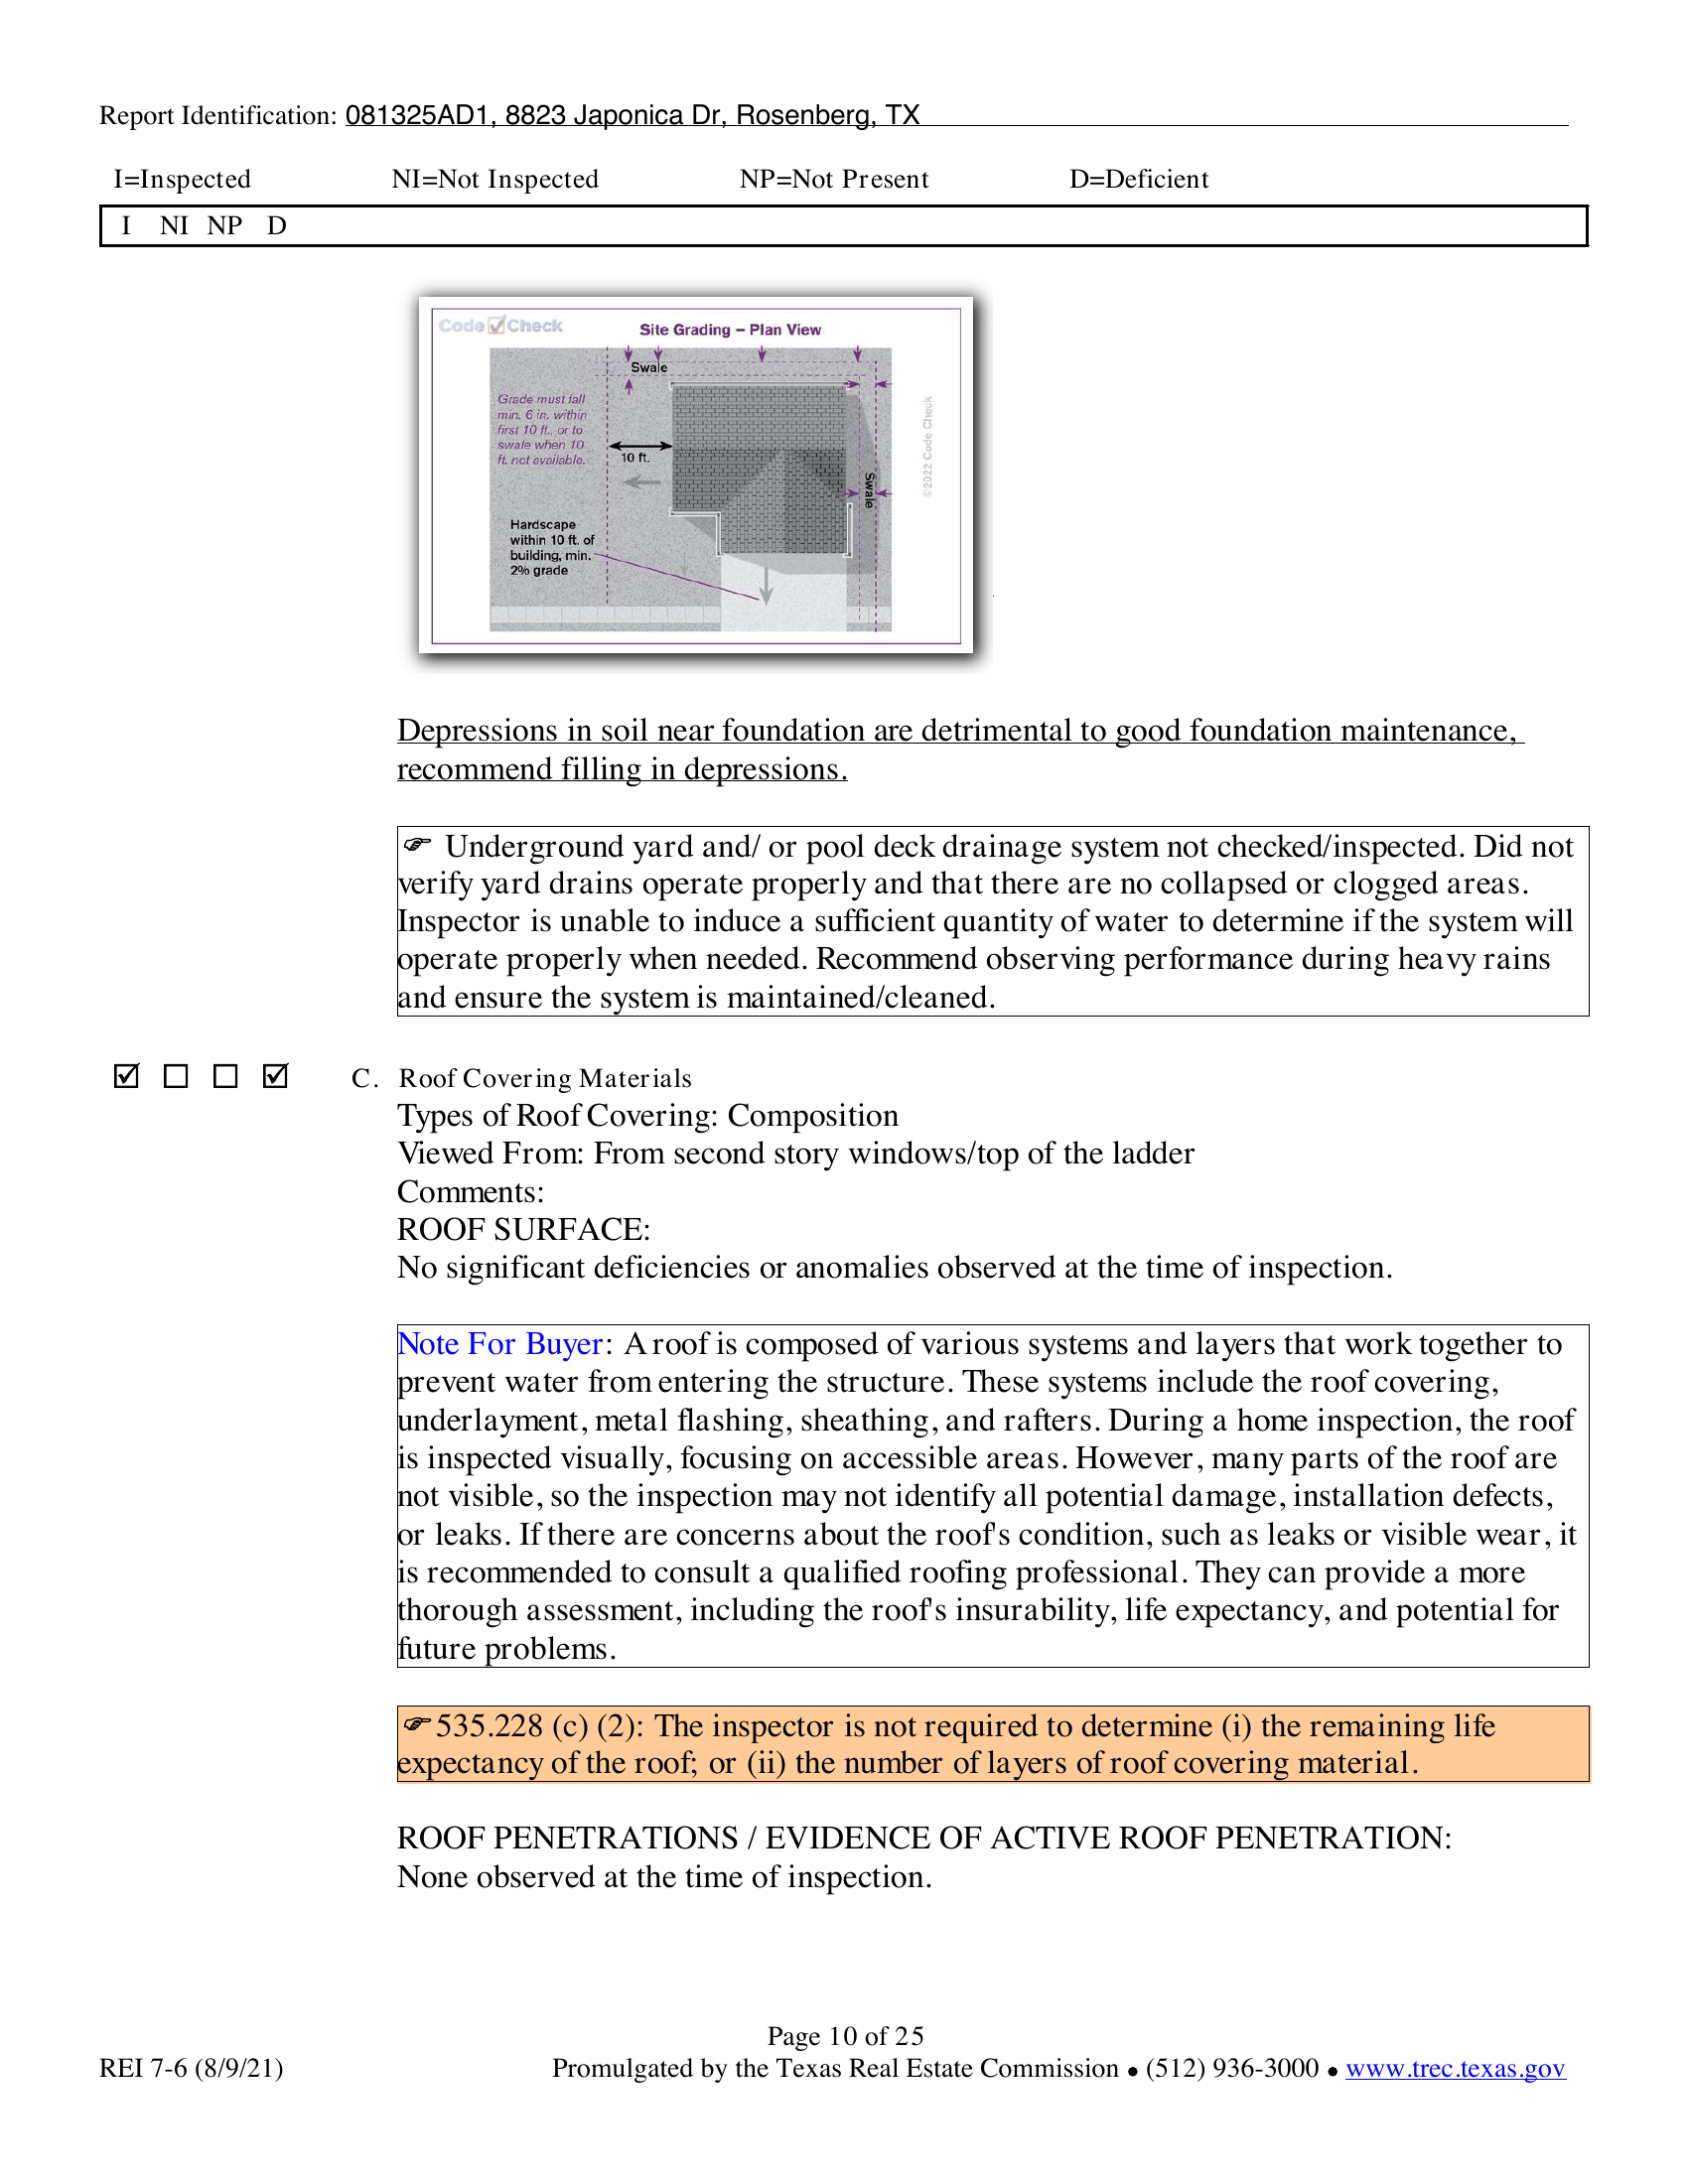 Report Identification: 081325AD1, 8823 Japonica Dr, Rosenberg, TX
I=Inspected NI=Not Inspected NP=Not Present D=Deficient
I NI NP D
Code Check
Site Grading – Plan View
Swale
Grade must fall
min. 6 in. within
first 10 ft., or to
swale when 10
ft. not available.
10 ft.
Swale
©2022 Code Check
Hardscape
within 10 ft. of
building, min.
2% grade
Depressions in soil near foundation are detrimental to good foundation maintenance,
recommend filling in depressions.
☞ Underground yard and/ or pool deck drainage system not checked/inspected. Did not
verify yard drains operate properly and that there are no collapsed or clogged areas.
Inspector is unable to induce a sufficient quantity of water to determine if the system will
operate properly when needed. Recommend observing performance during heavy rains
and ensure the system is maintained/cleaned.
☑ ☐ ☐ ☑ C. Roof Covering Materials
Types of Roof Covering: Composition
Viewed From: From second story windows/top of the ladder
Comments:
ROOF SURFACE:
No significant deficiencies or anomalies observed at the time of inspection.
Note For Buyer: A roof is composed of various systems and layers that work together to
prevent water from entering the structure. These systems include the roof covering,
underlayment, metal flashing, sheathing, and rafters. During a home inspection, the roof
is inspected visually, focusing on accessible areas. However, many parts of the roof are
not visible, so the inspection may not identify all potential damage, installation defects,
or leaks. If there are concerns about the roof's condition, such as leaks or visible wear, it
is recommended to consult a qualified roofing professional. They can provide a more
thorough assessment, including the roof's insurability, life expectancy, and potential for
future problems.
☞535.228 (c) (2): The inspector is not required to determine (i) the remaining life
expectancy of the roof; or (ii) the number of layers of roof covering material.
ROOF PENETRATIONS / EVIDENCE OF ACTIVE ROOF PENETRATION:
None observed at the time of inspection.
Page 10 of 25
REI 7-6 (8/9/21) Promulgated by the Texas Real Estate Commission ● (512) 936-3000 ● www.trec.texas.gov